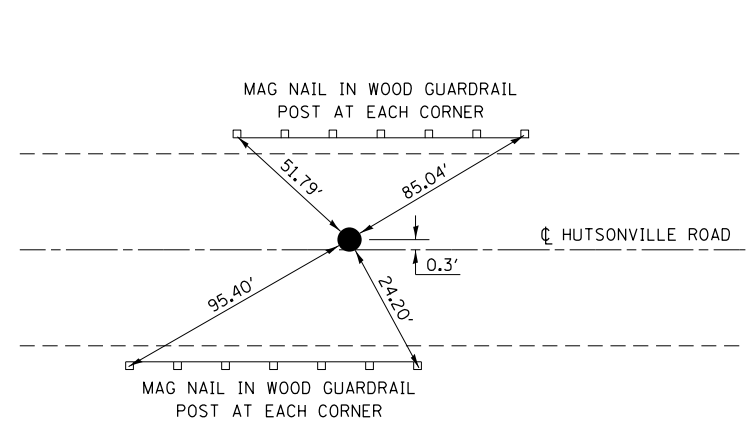 MAG NAIL IN WOOD GUARDRAIL
POST AT EACH CORNER
51.79'
85.04'
℄ HUTSONVILLE ROAD
0.3'
95.40'
24.20'
MAG NAIL IN WOOD GUARDRAIL
POST AT EACH CORNER